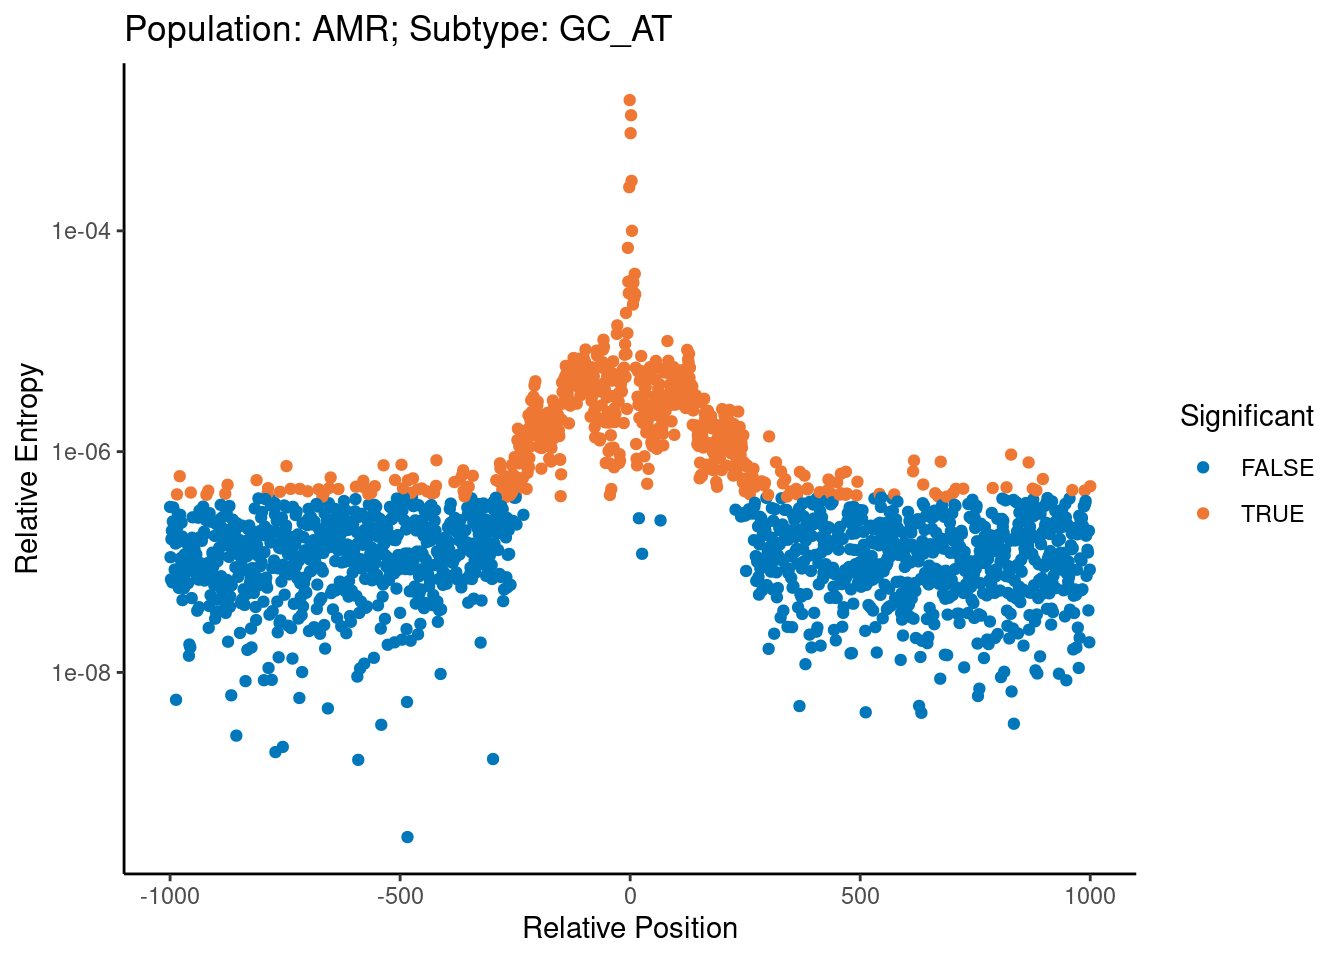 Population: AMR; Subtype: GC_AT
1e-04
1e-06
1e-08
Relative Entropy
-1000
-500
0
500
1000
Relative Position
Significant
FALSE
TRUE